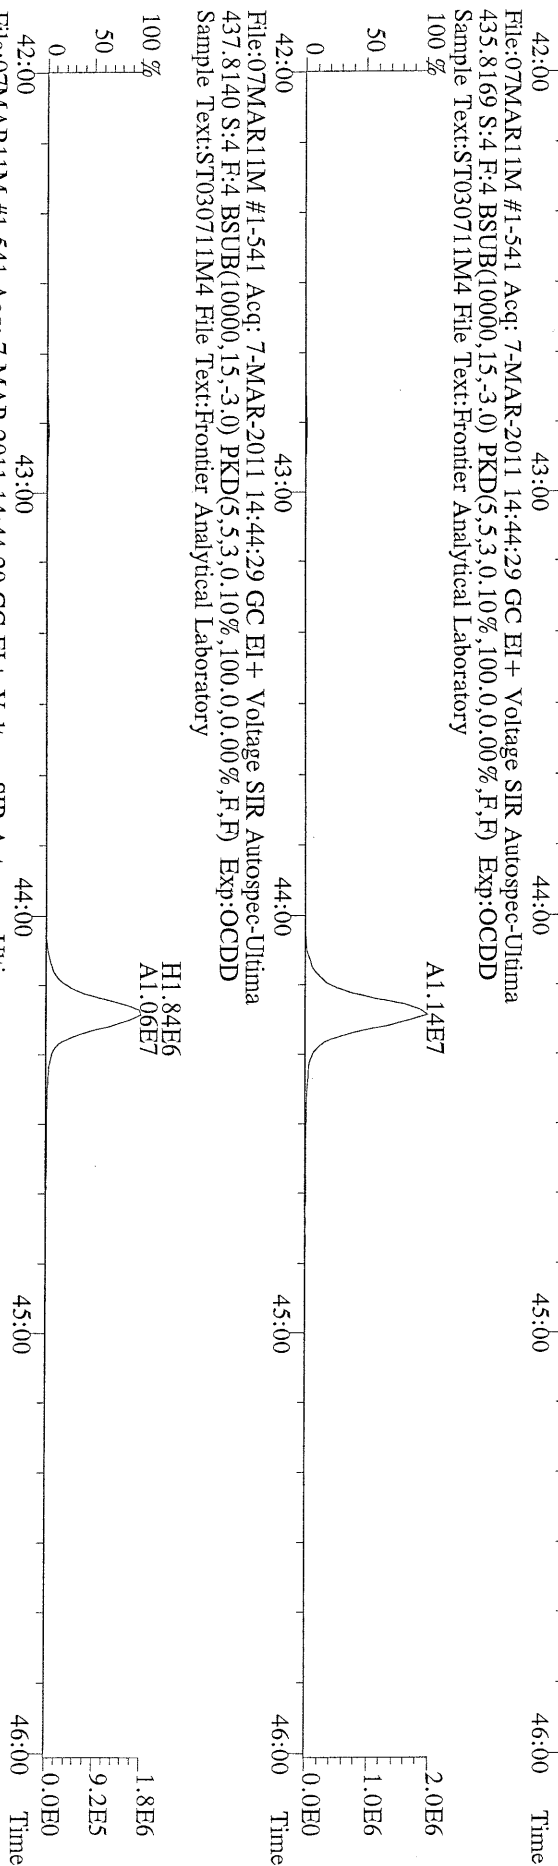 42:00 43:00 44:00 45:00 46:00 Time
File:07MAR11M #1-541 Acq: 7-MAR-2011 14:44:29 GC EI+ Voltage SIR Autospec-Ultima
435.8169 S:4 F:4 BSUB(10000,15,-3.0) PKD(5,5,3,0.10%,100.0,0.00%,F,F) Exp:OCDD
Sample Text:ST030711M4 File Text:Frontier Analytical Laboratory
100 % A1.14E7 2.0E6
50 1.0E6
0 0.0E0
42:00 43:00 44:00 45:00 46:00 Time
File:07MAR11M #1-541 Acq: 7-MAR-2011 14:44:29 GC EI+ Voltage SIR Autospec-Ultima
437.8140 S:4 F:4 BSUB(10000,15,-3.0) PKD(5,5,3,0.10%,100.0,0.00%,F,F) Exp:OCDD
Sample Text:ST030711M4 File Text:Frontier Analytical Laboratory
H1.84E6
100 % A1.06E7 1.8E6
50 9.2E5
0 0.0E0
42:00 43:00 44:00 45:00 46:00 Time